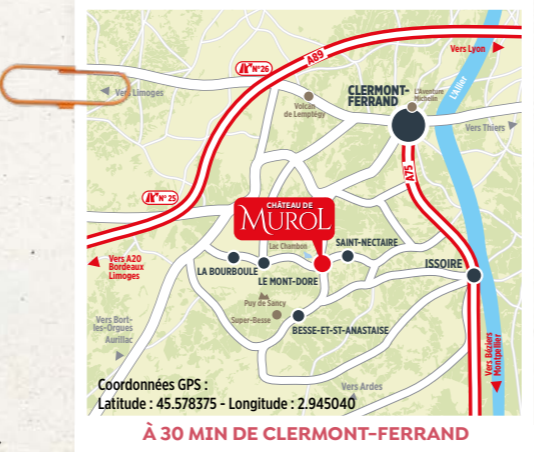 Vers Lyon
A89
N°26
Vers Limoges
CLERMONT-
FERRAND
L'Aventure
Michelin
L'Allier
Volcan
de Lemptégy
Vers Thiers
A75
N°25
CHÂTEAU DE
MUROL
Lac Chambon
SAINT-NECTAIRE
Vers A20
Bordeaux
Limoges
LA BOURBOULE
LE MONT-DORE
ISSOIRE
Puy de Sancy
Super-Besse
BESSE-ET-ST-ANASTAISE
Vers Bort-
les-Orgues
Aurillac
Vers Béziers
Montpellier
Vers Ardes
Coordonnées GPS :
Latitude : 45.578375 - Longitude : 2.945040
À 30 MIN DE CLERMONT-FERRAND